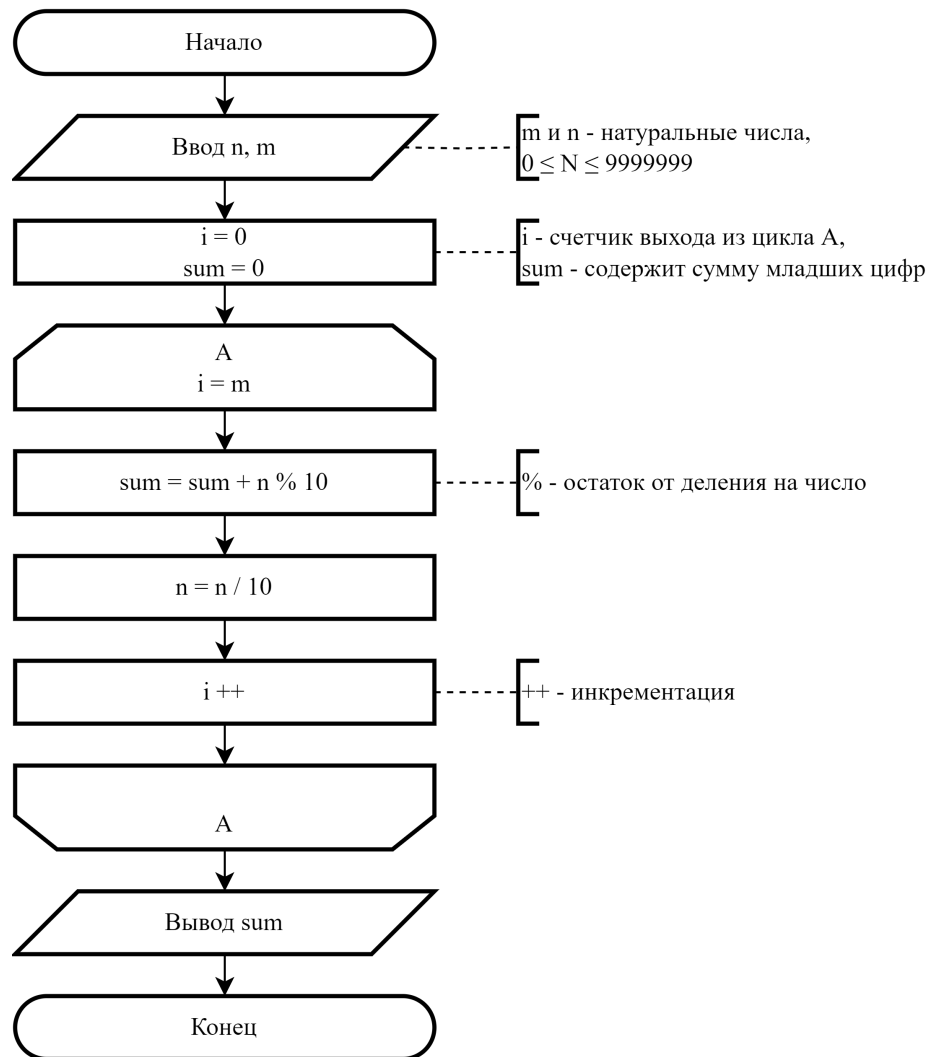 Начало
Ввод n, m
m и n - натуральные числа,
0 ≤ N ≤ 9999999
i = 0
sum = 0
i - счетчик выхода из цикла А,
sum - содержит сумму младших цифр
А
i = m
sum = sum + n % 10
% - остаток от деления на число
n = n / 10
i ++
++ - инкрементация
А
Вывод sum
Конец